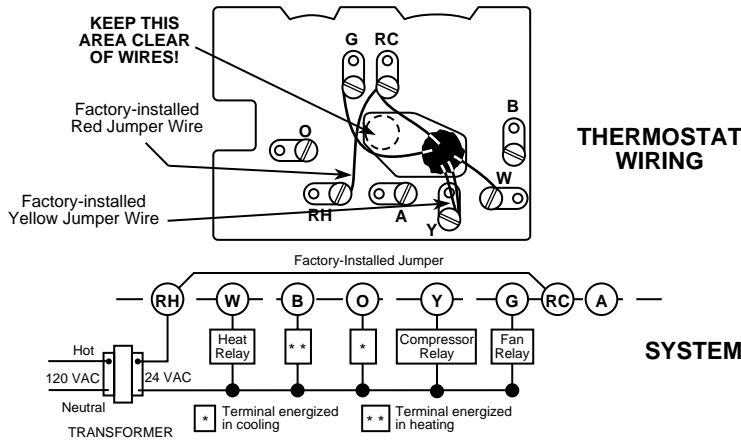 KEEP THIS
AREA CLEAR
OF WIRES!
G
RC
Factory-installed
Red Jumper Wire
O
B
THERMOSTAT
WIRING
W
Factory-installed
Yellow Jumper Wire
RH
A
Y
Factory-Installed Jumper
RH
W
B
O
Y
G
RC
A
Heat
Relay
* *
*
Compressor
Relay
Fan
Relay
SYSTEM
Hot
120 VAC
24 VAC
Neutral
TRANSFORMER
* Terminal energized
in cooling
* * Terminal energized
in heating